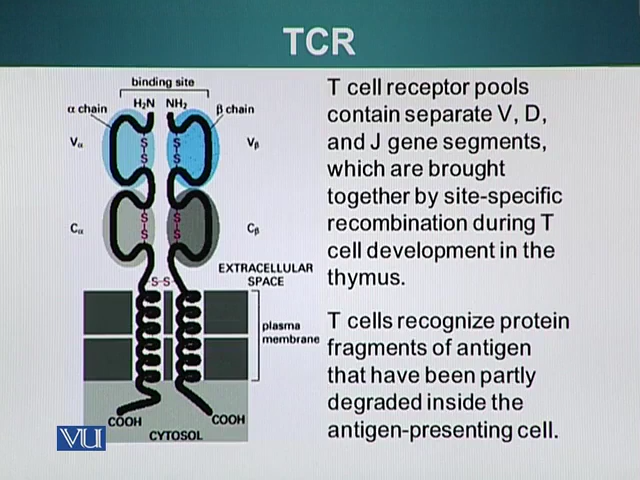 TCR
binding site
H₂N NH₂
α chain
β chain
Vα
Vβ
S
S
S
S
Cα
Cβ
S
S
S
S
EXTRACELLULAR
SPACE
S-S
plasma
membrane
COOH
COOH
CYTOSOL
VU
T cell receptor pools
contain separate V, D,
and J gene segments,
which are brought
together by site-specific
recombination during T
cell development in the
thymus.
T cells recognize protein
fragments of antigen
that have been partly
degraded inside the
antigen-presenting cell.